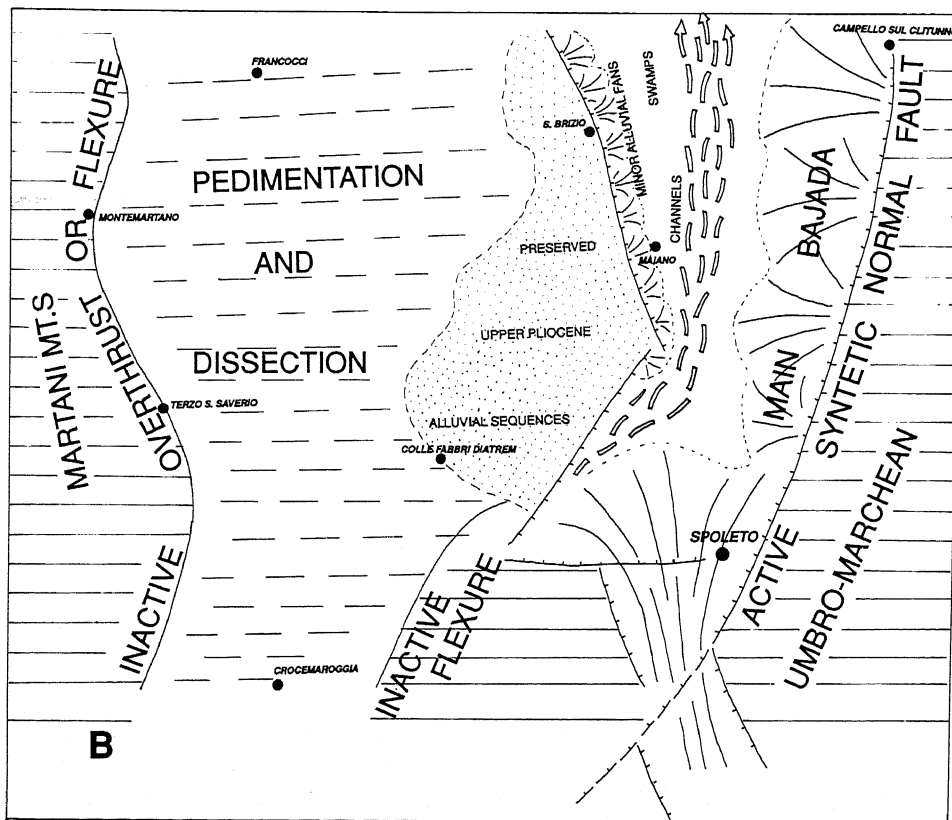 CAMPELLO SUL CLITUNNO
FRANCOCCI
S. BRIZIO
MINOR ALLUVIAL FANS
SWAMPS
CHANNELS
MAIANO
BAJADA
MAIN
MONTEMARTANO
PEDIMENTATION
AND
DISSECTION
PRESERVED
UPPER PLIOCENE
ALLUVIAL SEQUENCES
COLLE FABBRI DIATREM
TERZO S. SAVERIO
MARTANI MT.S
INACTIVE OVERTHRUST OR FLEXURE
INACTIVE
FLEXURE
SPOLETO
ACTIVE SYNTETIC NORMAL FAULT
UMBRO-MARCHEAN
CROCEMAROGGIA
B